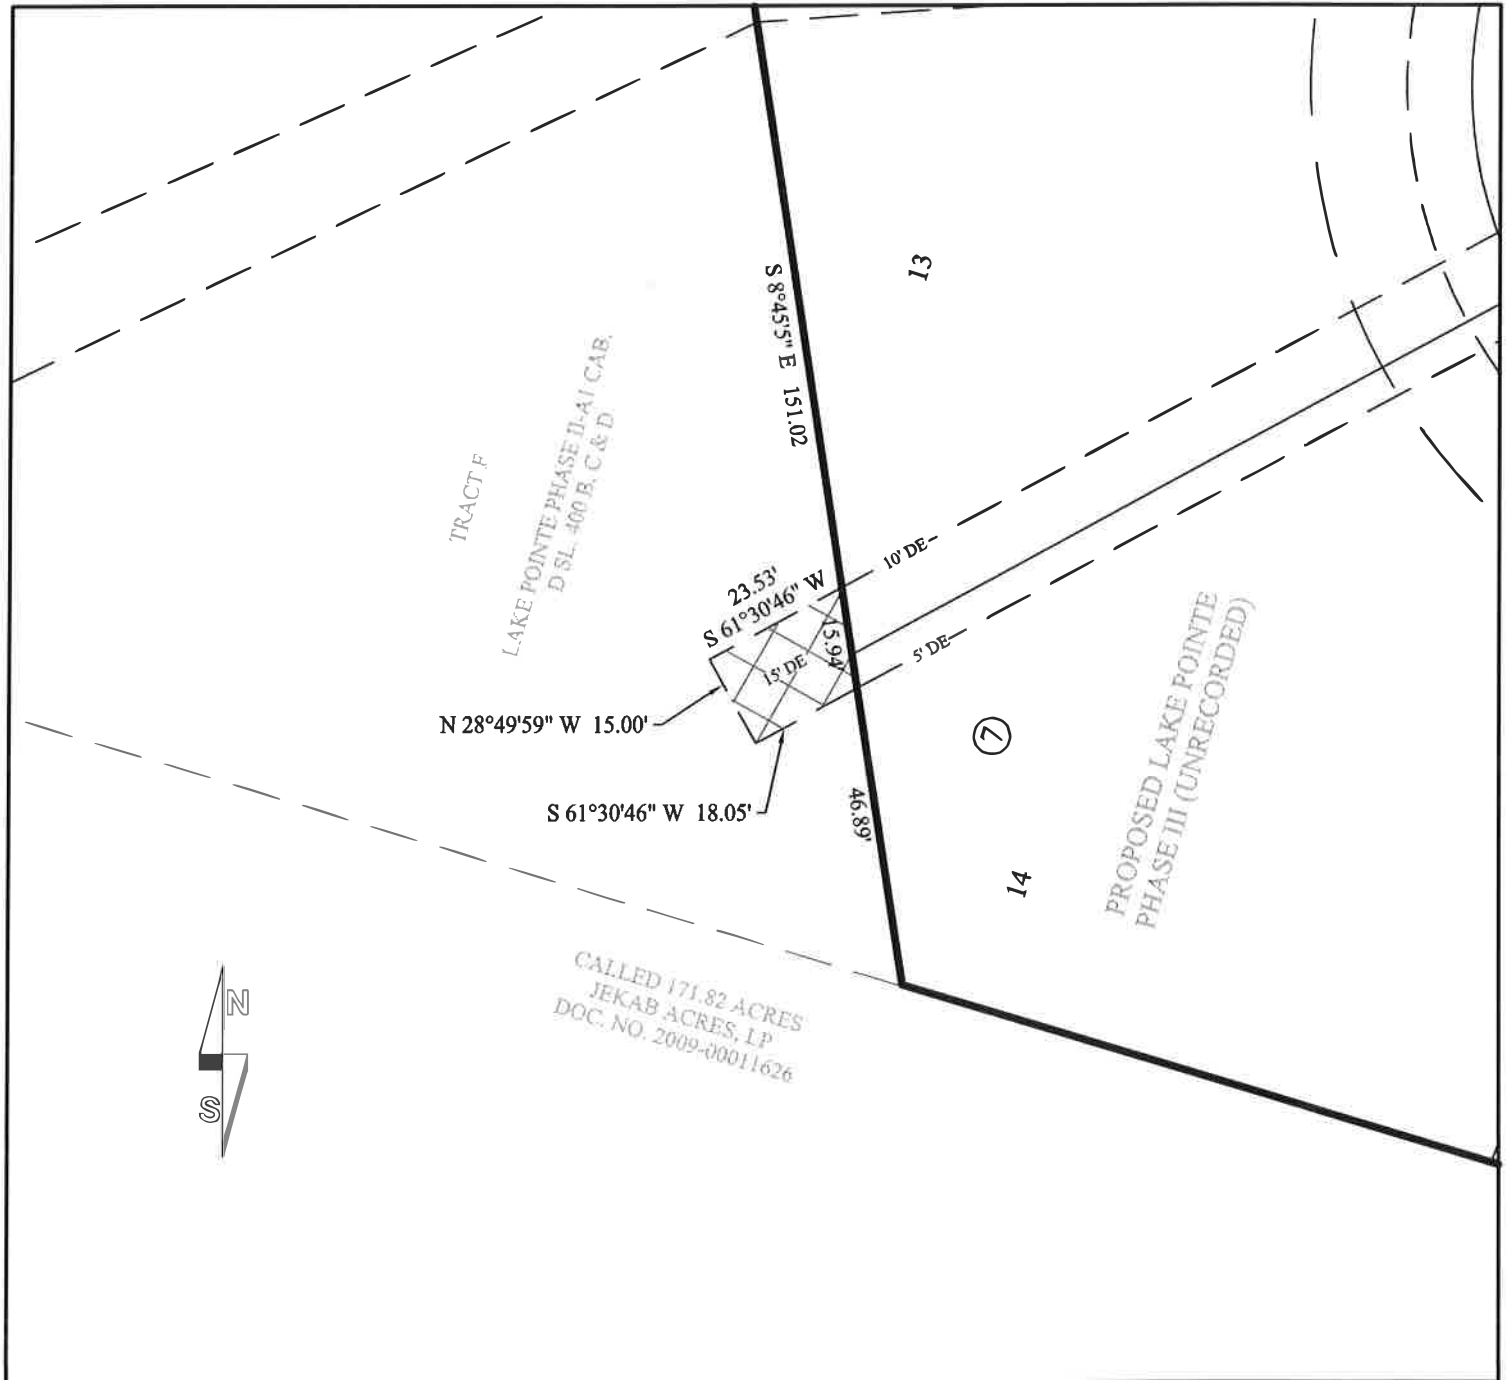 13
S 8°45'5" E 151.02
TRACT F
LAKE POINTE PHASE II-A1 CAB.
D SL. 400 B, C & D
10' DE
23.53'
S 61°30'46" W
15.94'
15' DE
5' DE
N 28°49'59" W 15.00'
S 61°30'46" W 18.05'
7
46.89'
14
PROPOSED LAKE POINTE
PHASE III (UNRECORDED)
CALLED 171.82 ACRES
JEKAB ACRES, LP
DOC. NO. 2009-00011626
N
S